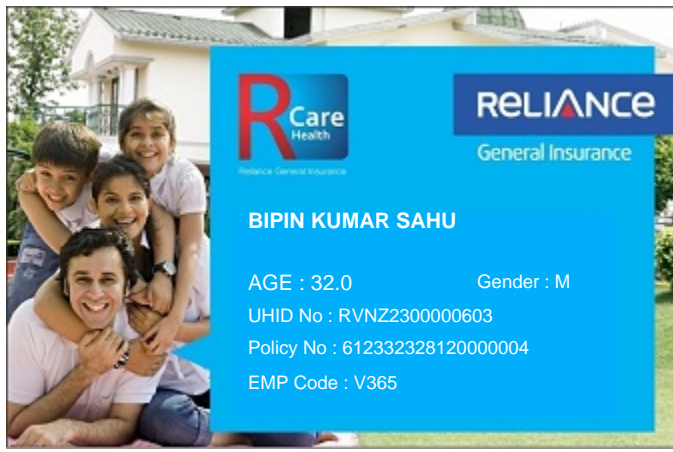 R Care
Health
Reliance General Insurance
RELIANCE
General Insurance
BIPIN KUMAR SAHU
AGE : 32.0 Gender : M
UHID No : RVNZ2300000603
Policy No : 612332328120000004
EMP Code : V365